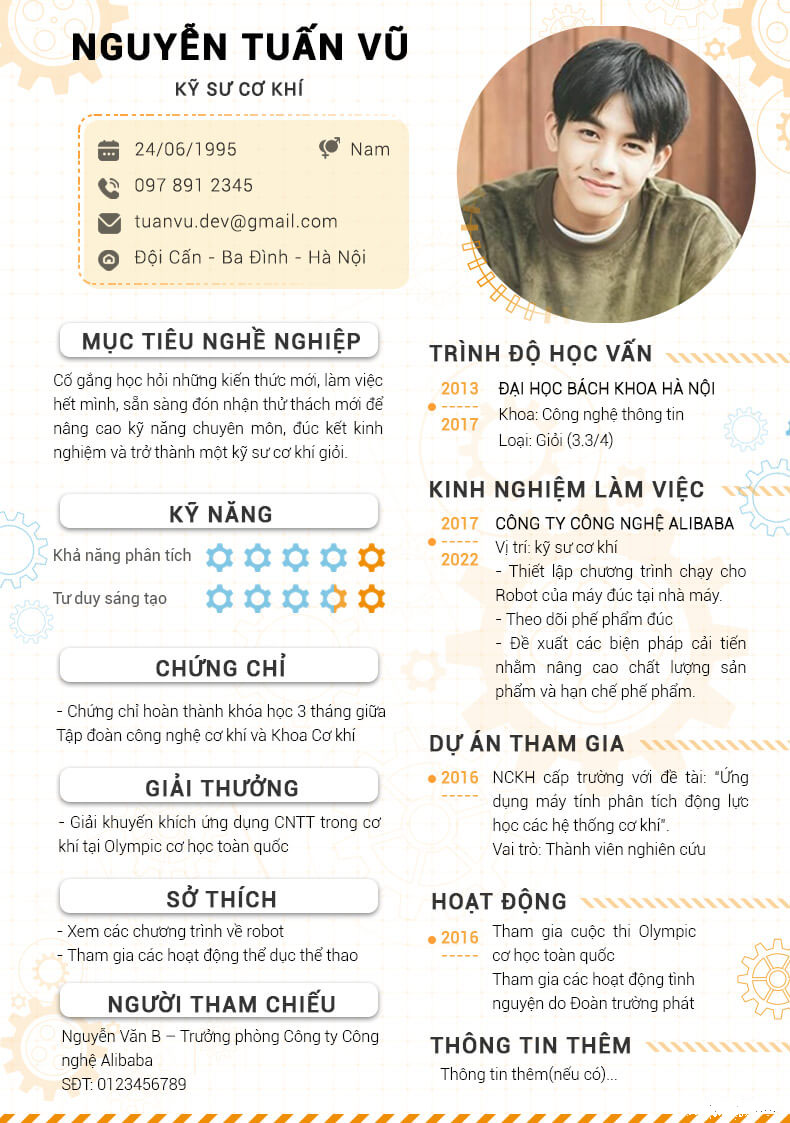 NGUYỄN TUẤN VŨ
KỸ SƯ CƠ KHÍ
24/06/1995 Nam
097 891 2345
tuanvu.dev@gmail.com
Đội Cấn - Ba Đình - Hà Nội
MỤC TIÊU NGHỀ NGHIỆP
Cố gắng học hỏi những kiến thức mới, làm việc
hết mình, sẵn sàng đón nhận thử thách mới để
nâng cao kỹ năng chuyên môn, đúc kết kinh
nghiệm và trở thành một kỹ sư cơ khí giỏi.
KỸ NĂNG
Khả năng phân tích
Tư duy sáng tạo
CHỨNG CHỈ
- Chứng chỉ hoàn thành khóa học 3 tháng giữa
Tập đoàn công nghệ cơ khí và Khoa Cơ khí
GIẢI THƯỞNG
- Giải khuyến khích ứng dụng CNTT trong cơ
khí tại Olympic cơ học toàn quốc
SỞ THÍCH
- Xem các chương trình về robot
- Tham gia các hoạt động thể dục thể thao
NGƯỜI THAM CHIẾU
Nguyễn Văn B – Trưởng phòng Công ty Công
nghệ Alibaba
SĐT: 0123456789
TRÌNH ĐỘ HỌC VẤN
2013 ĐẠI HỌC BÁCH KHOA HÀ NỘI
Khoa: Công nghệ thông tin
2017
Loại: Giỏi (3.3/4)
KINH NGHIỆM LÀM VIỆC
2017 CÔNG TY CÔNG NGHỆ ALIBABA
Vị trí: kỹ sư cơ khí
2022
- Thiết lập chương trình chạy cho
Robot của máy đúc tại nhà máy.
- Theo dõi phế phẩm đúc
- Đề xuất các biện pháp cải tiến
nhằm nâng cao chất lượng sản
phẩm và hạn chế phế phẩm.
DỰ ÁN THAM GIA
2016 NCKH cấp trường với đề tài: “Ứng
dụng máy tính phân tích động lực
học các hệ thống cơ khí”.
Vai trò: Thành viên nghiên cứu
HOẠT ĐỘNG
2016 Tham gia cuộc thi Olympic
cơ học toàn quốc
Tham gia các hoạt động tình
nguyện do Đoàn trường phát
THÔNG TIN THÊM
Thông tin thêm(nếu có)...